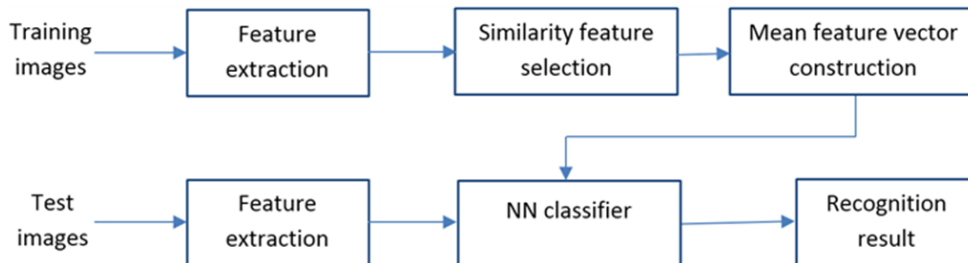 Training
images
Feature
extraction
Similarity feature
selection
Mean feature vector
construction
Test
images
Feature
extraction
NN classifier
Recognition
result